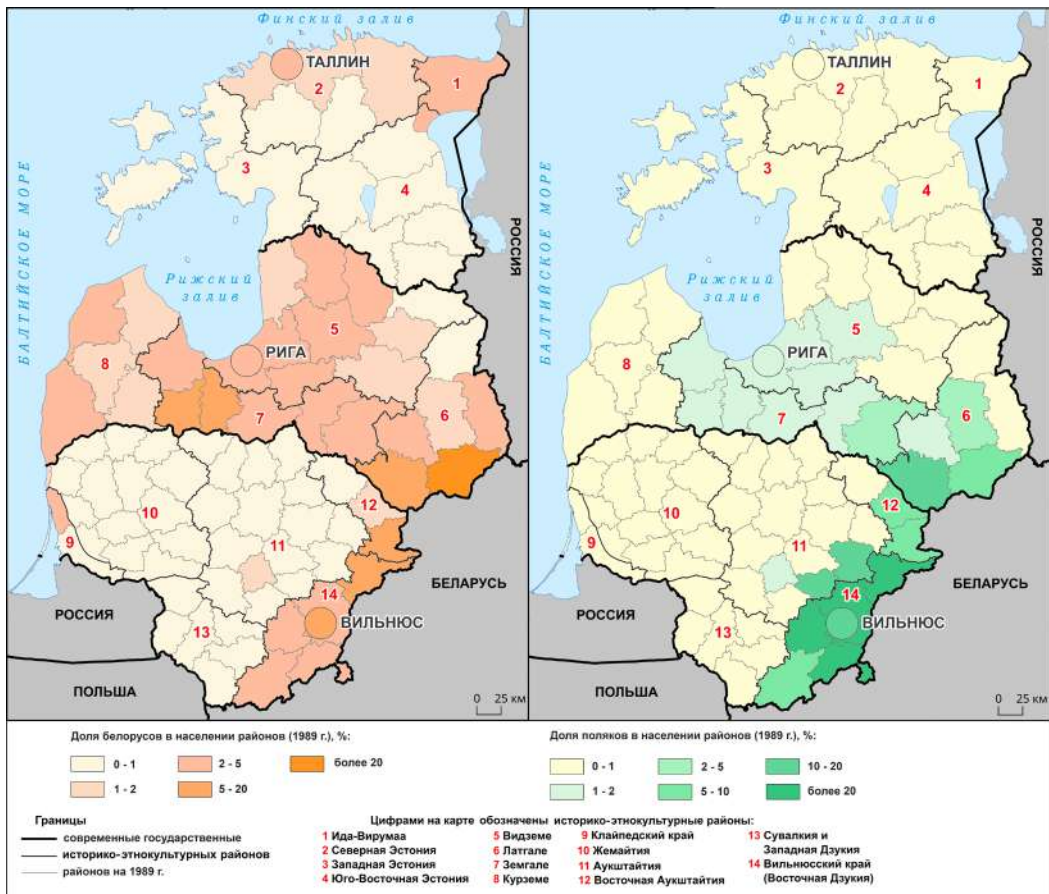 Финский залив
ТАЛЛИН
1
2
3
4
БАЛТИЙСКОЕ МОРЕ
РОССИЯ
Рижский
залив
5
РИГА
8
7
6
10
12
9
11
БЕЛАРУСЬ
14
РОССИЯ
ВИЛЬНЮС
13
ПОЛЬША
0 25 км
Финский залив
ТАЛЛИН
1
2
3
4
БАЛТИЙСКОЕ МОРЕ
РОССИЯ
Рижский
залив
5
РИГА
8
7
6
10
12
9
11
БЕЛАРУСЬ
14
РОССИЯ
ВИЛЬНЮС
13
ПОЛЬША
0 25 км
Доля белорусов в населении районов (1989 г.), %:
0 - 1
2 - 5
более 20
1 - 2
5 - 20
Доля поляков в населении районов (1989 г.), %:
0 - 1
2 - 5
10 - 20
1 - 2
5 - 10
более 20
Границы
современные государственные
историко-этнокультурных районов
районов на 1989 г.
Цифрами на карте обозначены историко-этнокультурные районы:
1 Ида-Вирумаа
2 Северная Эстония
3 Западная Эстония
4 Юго-Восточная Эстония
5 Видземе
6 Латгале
7 Земгале
8 Курземе
9 Клайпедский край
10 Жемайтия
11 Аукштайтия
12 Восточная Аукштайтия
13 Сувалкия и
Западная Дзукия
14 Вильнюсский край
(Восточная Дзукия)